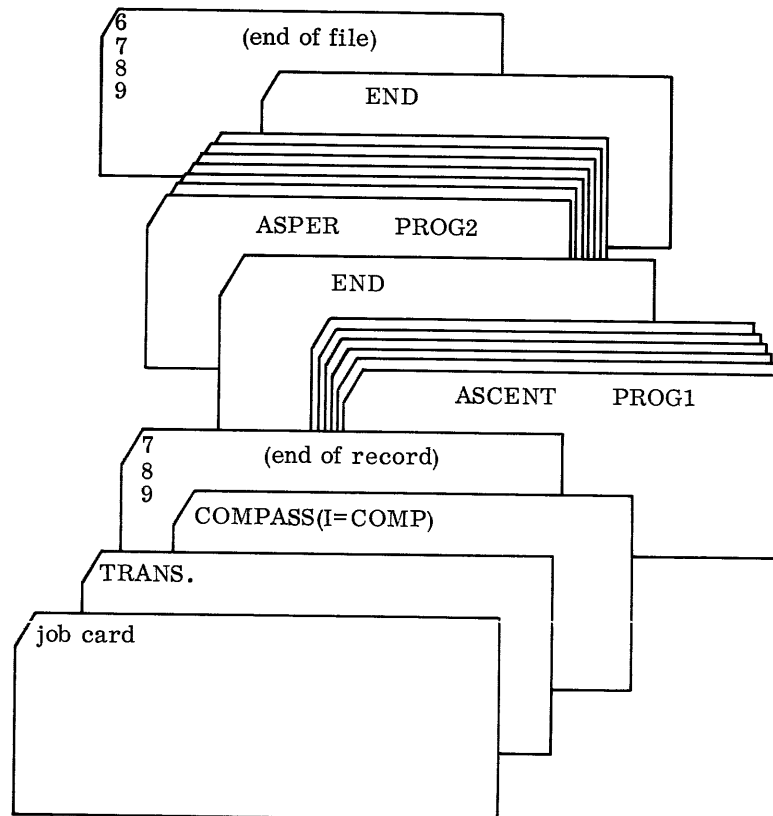 6
7
8
9
(end of file)
END
ASPER PROG2
END
ASCENT PROG1
7
8
9
(end of record)
COMPASS(I=COMP)
TRANS.
job card